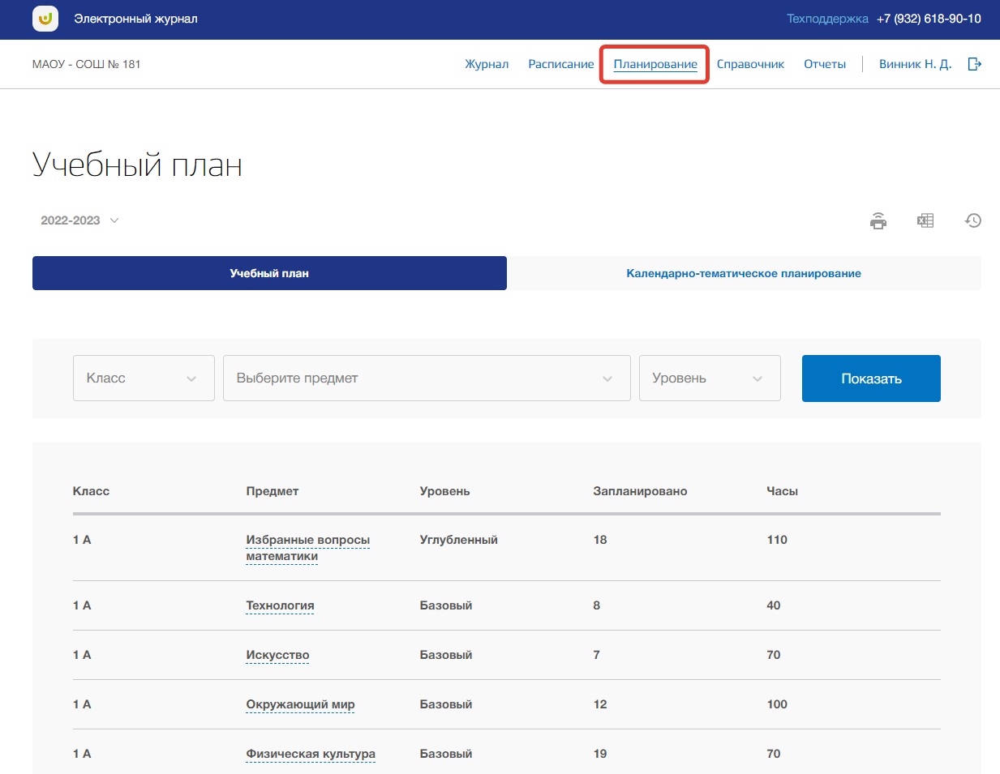 Электронный журнал
Техподдержка +7 (932) 618-90-10
МАОУ - СОШ № 181
Журнал Расписание Планирование Справочник Отчеты Винник Н. Д.
Учебный план
2022-2023
Учебный план Календарно-тематическое планирование
Класс Выберите предмет Уровень Показать
Класс Предмет Уровень Запланировано Часы
1 А Избранные вопросы математики Углубленный 18 110
1 А Технология Базовый 8 40
1 А Искусство Базовый 7 70
1 А Окружающий мир Базовый 12 100
1 А Физическая культура Базовый 19 70